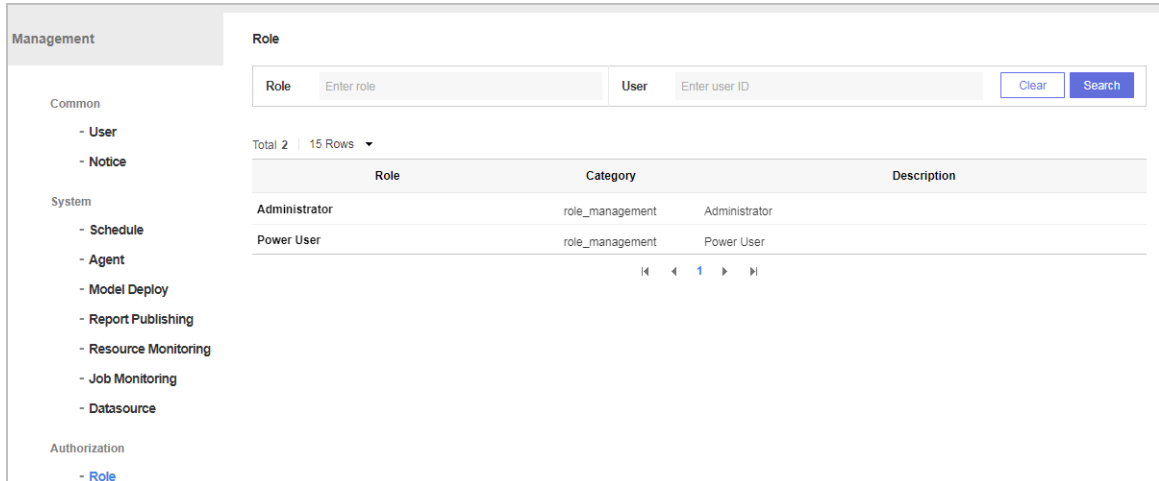 Management
Common
- User
- Notice
System
- Schedule
- Agent
- Model Deploy
- Report Publishing
- Resource Monitoring
- Job Monitoring
- Datasource
Authorization
- Role
Role
Role Enter role User Enter user ID Clear Search
Total 2 15 Rows
Role Category Description
Administrator role_management Administrator
Power User role_management Power User
1